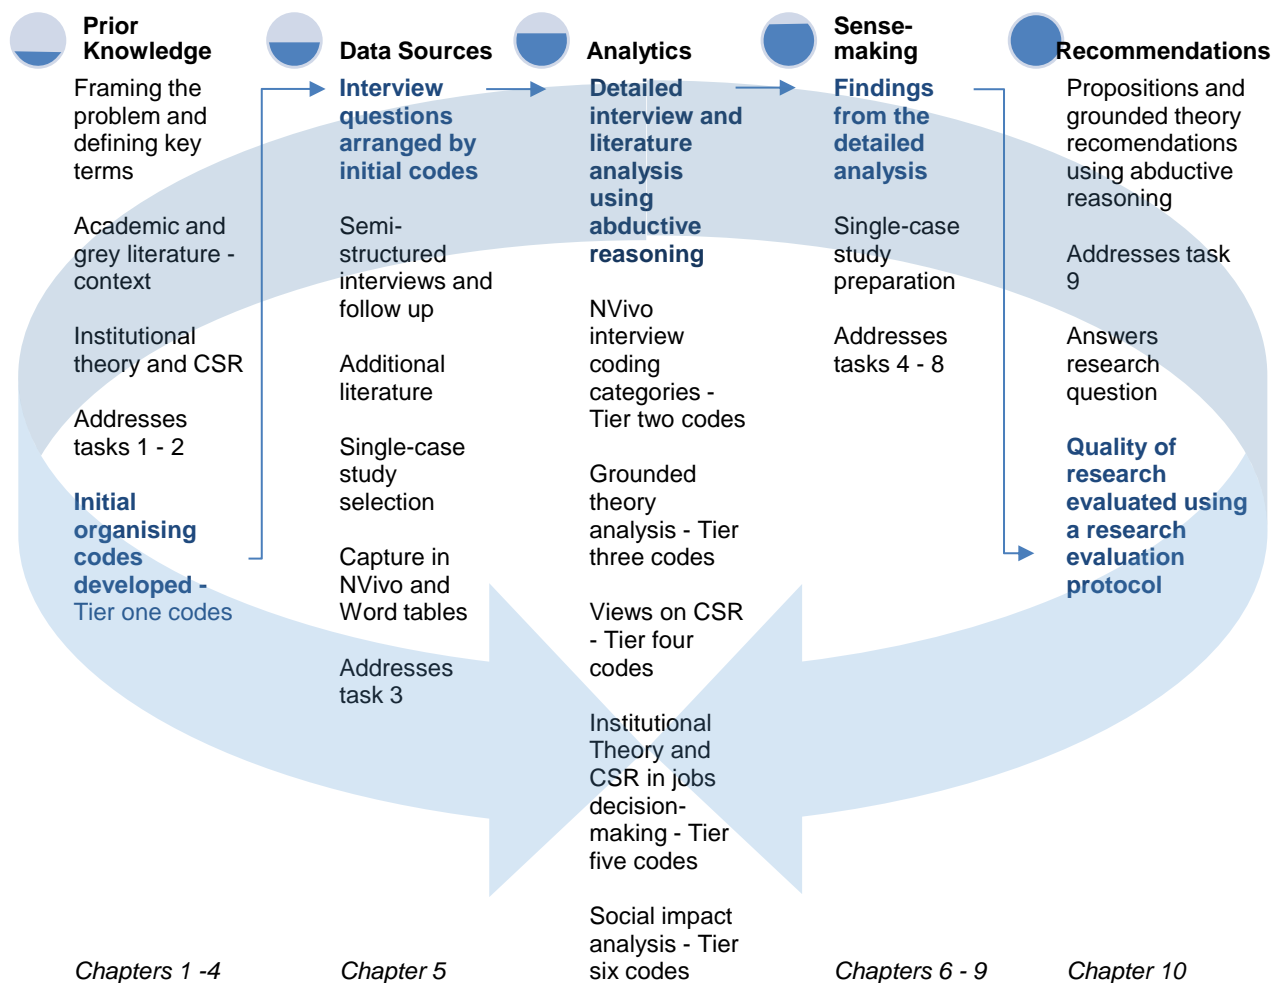 Prior
Knowledge
Framing the
problem and
defining key
terms
Academic and
grey literature -
context
Institutional
theory and CSR
Addresses
tasks 1 - 2
Initial
organising
codes
developed -
Tier one codes
Chapters 1 -4
Data Sources
Interview
questions
arranged by
initial codes
Semi-
structured
interviews and
follow up
Additional
literature
Single-case
study
selection
Capture in
NVivo and
Word tables
Addresses
task 3
Chapter 5
Analytics
Detailed
interview and
literature
analysis
using
abductive
reasoning
NVivo
interview
coding
categories -
Tier two codes
Grounded
theory
analysis - Tier
three codes
Views on CSR
- Tier four
codes
Institutional
Theory and
CSR in jobs
decision-
making - Tier
five codes
Social impact
analysis - Tier
six codes
Sense-
making
Findings
from the
detailed
analysis
Single-case
study
preparation
Addresses
tasks 4 - 8
Chapters 6 - 9
Recommendations
Propositions and
grounded theory
recomendations
using abductive
reasoning
Addresses task
9
Answers
research
question
Quality of
research
evaluated using
a research
evaluation
protocol
Chapter 10